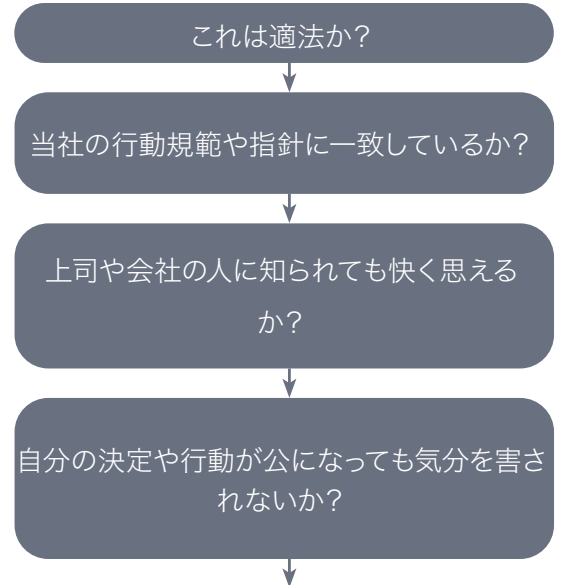 これは適法か?
当社の行動規範や指針に一致しているか?
上司や会社の人に知られても快く思える
か?
自分の決定や行動が公になっても気分を害さ
れないか?